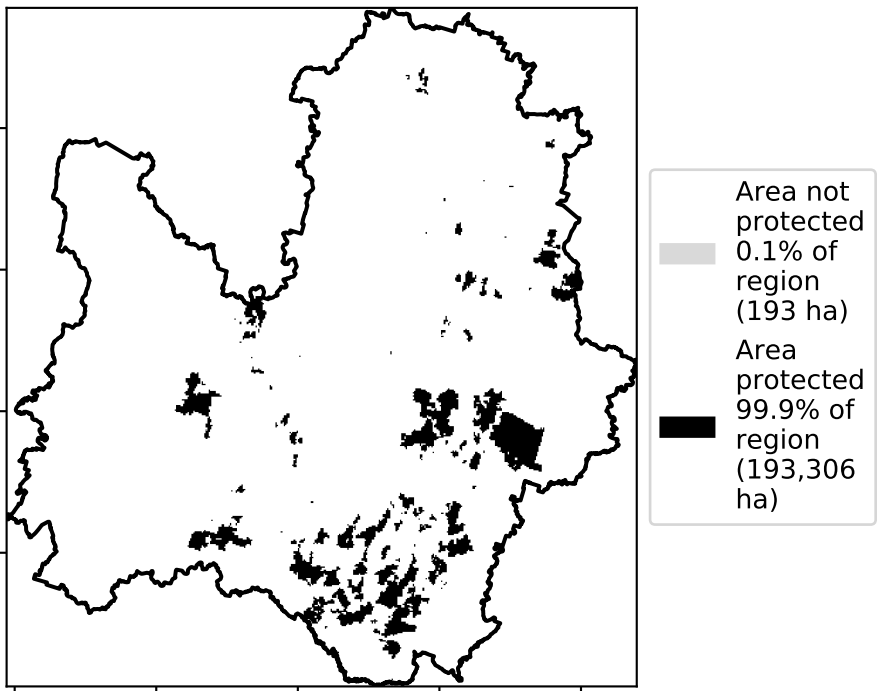 Area not
protected
0.1% of
region
(193 ha)
Area
protected
99.9% of
region
(193,306
ha)